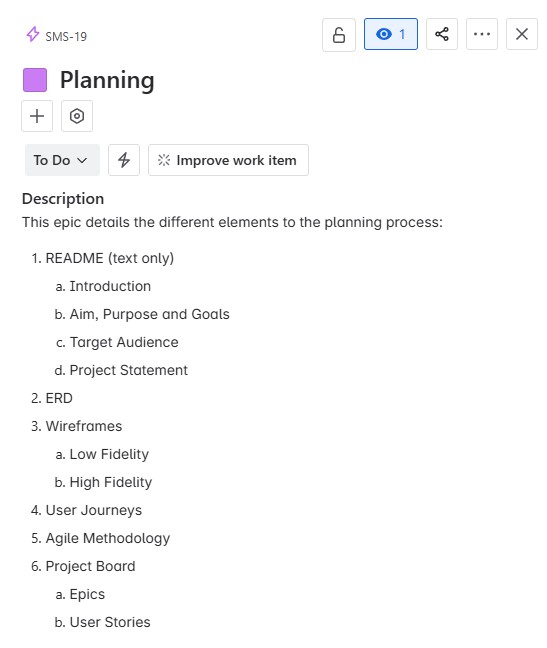 SMS-19
1
Planning
To Do
Improve work item
Description
This epic details the different elements to the planning process:
1. README (text only)
a. Introduction
b. Aim, Purpose and Goals
c. Target Audience
d. Project Statement
2. ERD
3. Wireframes
a. Low Fidelity
b. High Fidelity
4. User Journeys
5. Agile Methodology
6. Project Board
a. Epics
b. User Stories